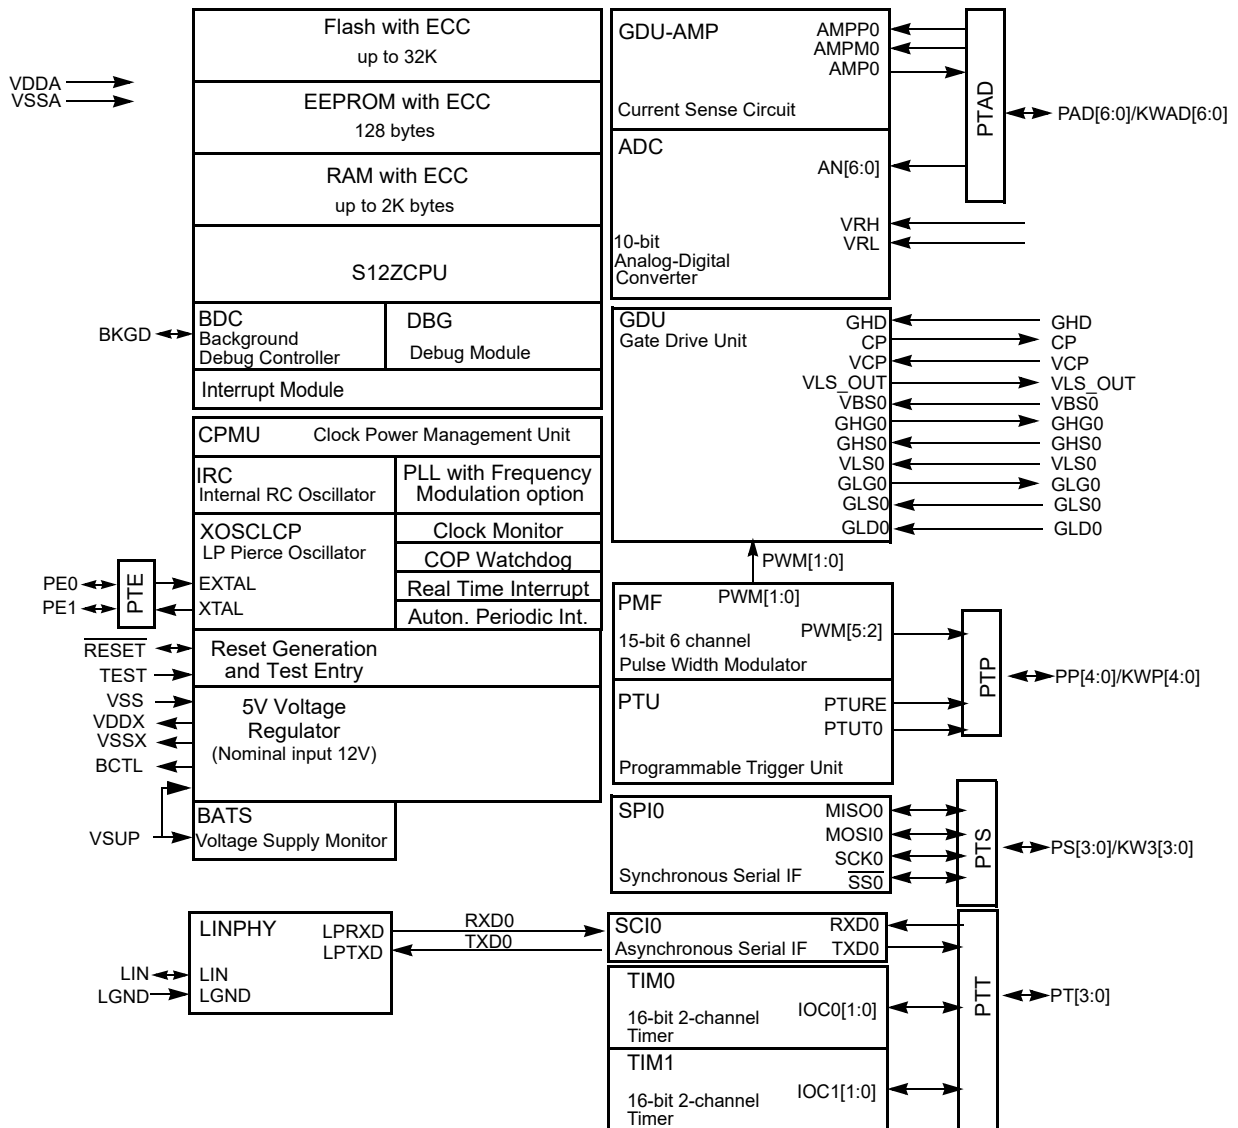 VDDA
VSSA
Flash with ECC
up to 32K
EEPROM with ECC
128 bytes
RAM with ECC
up to 2K bytes
S12ZCPU
BKGD
BDC
Background
Debug Controller
DBG
Debug Module
Interrupt Module
CPMU Clock Power Management Unit
IRC
Internal RC Oscillator
PLL with Frequency
Modulation option
XOSCLCP
LP Pierce Oscillator
EXTAL
XTAL
Clock Monitor
COP Watchdog
Real Time Interrupt
Auton. Periodic Int.
PE0
PE1
PTE
RESET
TEST
Reset Generation
and Test Entry
VSS
VDDX
VSSX
BCTL
5V Voltage
Regulator
(Nominal input 12V)
VSUP
BATS
Voltage Supply Monitor
LINPHY
LPRXD
LPTXD
RXD0
TXD0
LIN
LGND
LIN
LGND
GDU-AMP
AMPP0
AMPM0
AMP0
Current Sense Circuit
ADC
AN[6:0]
VRH
VRL
10-bit
Analog-Digital
Converter
PTAD
PAD[6:0]/KWAD[6:0]
GDU
Gate Drive Unit
GHD GHD
CP CP
VCP VCP
VLS_OUT VLS_OUT
VBS0 VBS0
GHG0 GHG0
GHS0 GHS0
VLS0 VLS0
GLG0 GLG0
GLS0 GLS0
GLD0 GLD0
PWM[1:0]
PMF
PWM[1:0]
15-bit 6 channel
Pulse Width Modulator
PWM[5:2]
PTU
PTURE
PTUT0
Programmable Trigger Unit
PTP
PP[4:0]/KWP[4:0]
SPI0
MISO0
MOSI0
SCK0
SS0
Synchronous Serial IF
PTS
PS[3:0]/KW3[3:0]
SCI0
RXD0
Asynchronous Serial IF
TXD0
TIM0
16-bit 2-channel
Timer
IOC0[1:0]
TIM1
16-bit 2-channel
Timer
IOC1[1:0]
PTT
PT[3:0]